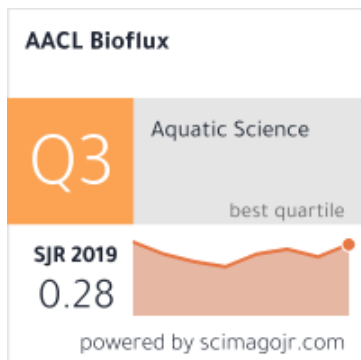 AACL Bioflux
Q3
Aquatic Science
best quartile
SJR 2019
0.28
powered by scimagojr.com